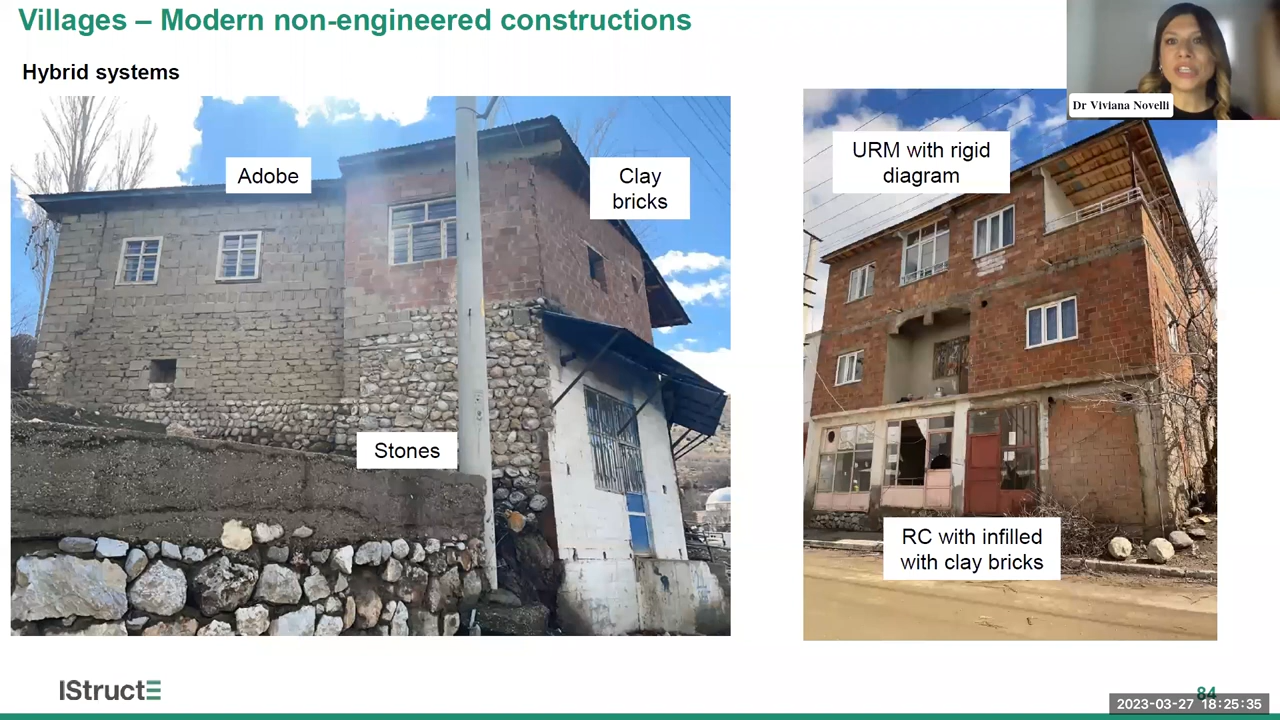 Villages – Modern non-engineered constructions
Hybrid systems
Dr Viviana Novelli
Adobe
Clay
bricks
Stones
URM with rigid
diagram
RC with infilled
with clay bricks
IStructE
84
2023-03-27 18:25:35